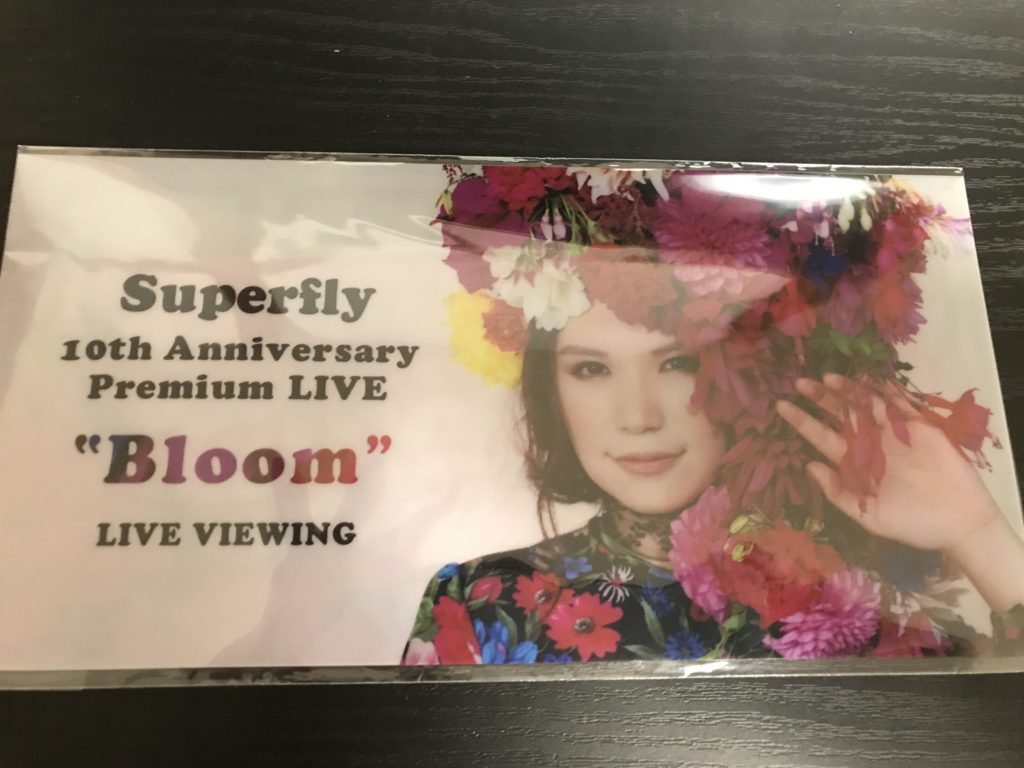 Superfly
10th Anniversary
Premium LIVE
“Bloom”
LIVE VIEWING